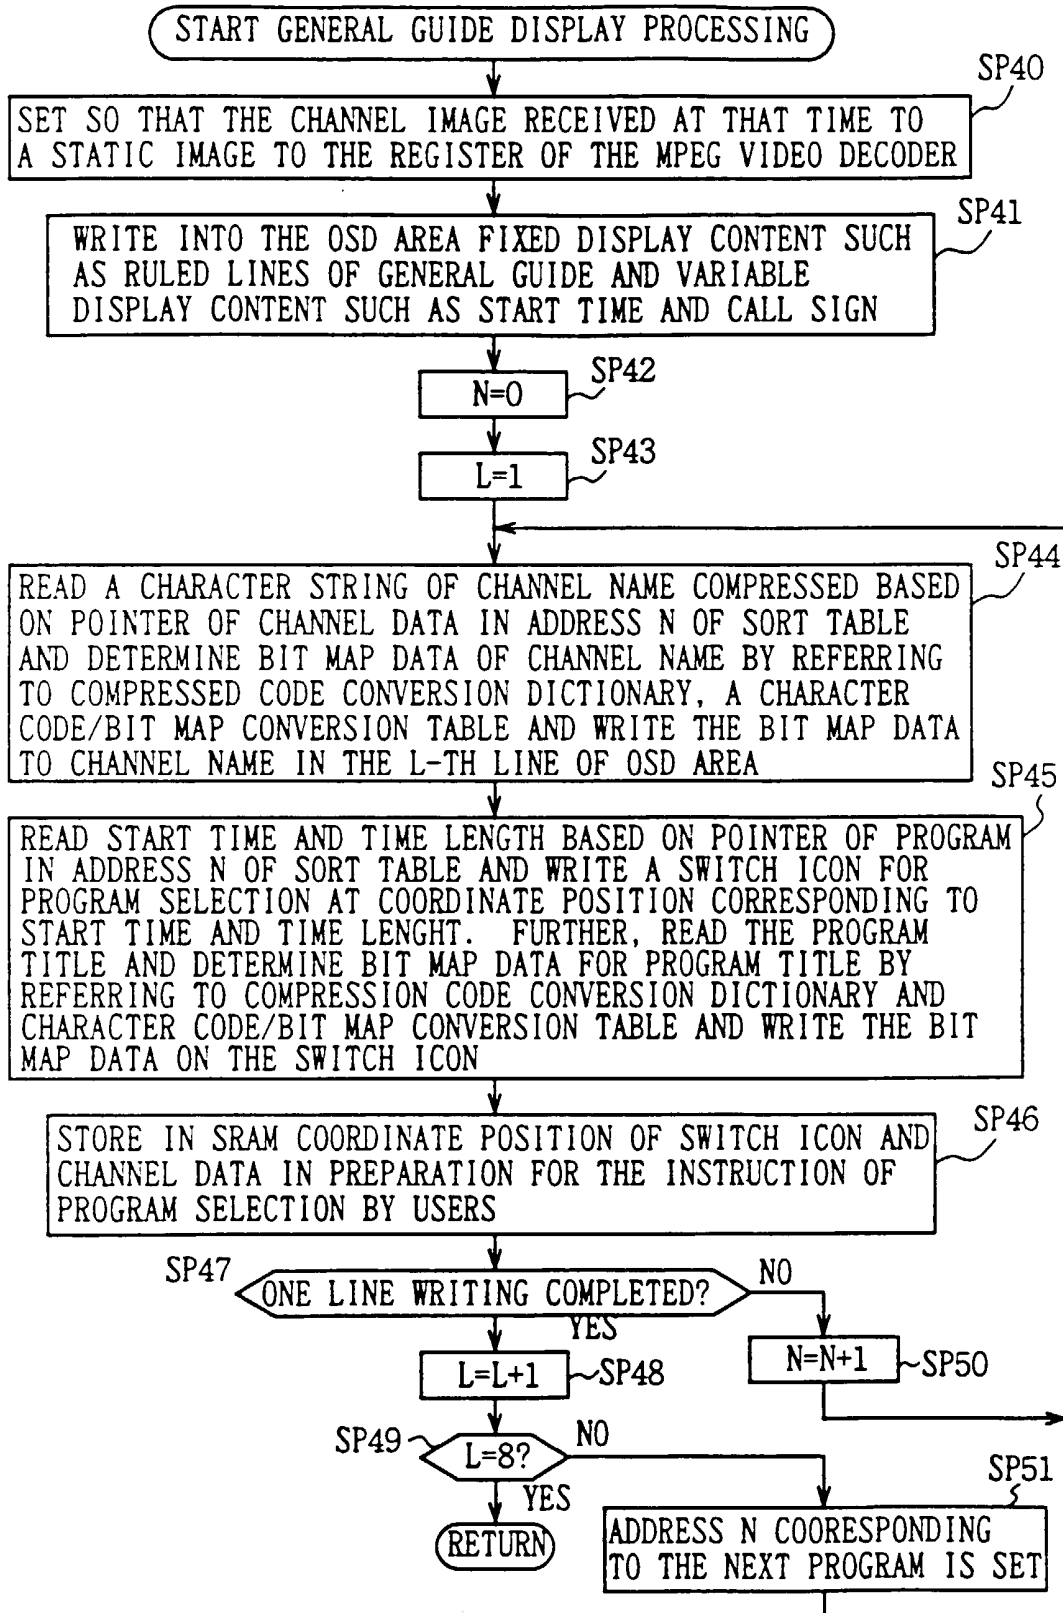 START GENERAL GUIDE DISPLAY PROCESSING
SP40
SET SO THAT THE CHANNEL IMAGE RECEIVED AT THAT TIME TO
A STATIC IMAGE TO THE REGISTER OF THE MPEG VIDEO DECODER
SP41
WRITE INTO THE OSD AREA FIXED DISPLAY CONTENT SUCH
AS RULED LINES OF GENERAL GUIDE AND VARIABLE
DISPLAY CONTENT SUCH AS START TIME AND CALL SIGN
SP42
N=0
SP43
L=1
SP44
READ A CHARACTER STRING OF CHANNEL NAME COMPRESSED BASED
ON POINTER OF CHANNEL DATA IN ADDRESS N OF SORT TABLE
AND DETERMINE BIT MAP DATA OF CHANNEL NAME BY REFERRING
TO COMPRESSED CODE CONVERSION DICTIONARY, A CHARACTER
CODE/BIT MAP CONVERSION TABLE AND WRITE THE BIT MAP DATA
TO CHANNEL NAME IN THE L-TH LINE OF OSD AREA
SP45
READ START TIME AND TIME LENGTH BASED ON POINTER OF PROGRAM
IN ADDRESS N OF SORT TABLE AND WRITE A SWITCH ICON FOR
PROGRAM SELECTION AT COORDINATE POSITION CORRESPONDING TO
START TIME AND TIME LENGHT. FURTHER, READ THE PROGRAM
TITLE AND DETERMINE BIT MAP DATA FOR PROGRAM TITLE BY
REFERRING TO COMPRESSION CODE CONVERSION DICTIONARY AND
CHARACTER CODE/BIT MAP CONVERSION TABLE AND WRITE THE BIT
MAP DATA ON THE SWITCH ICON
SP46
STORE IN SRAM COORDINATE POSITION OF SWITCH ICON AND
CHANNEL DATA IN PREPARATION FOR THE INSTRUCTION OF
PROGRAM SELECTION BY USERS
SP47
ONE LINE WRITING COMPLETED?
NO
YES
L=L+1
SP48
N=N+1
SP50
SP49
L=8?
NO
YES
RETURN
SP51
ADDRESS N COORESPONDING
TO THE NEXT PROGRAM IS SET